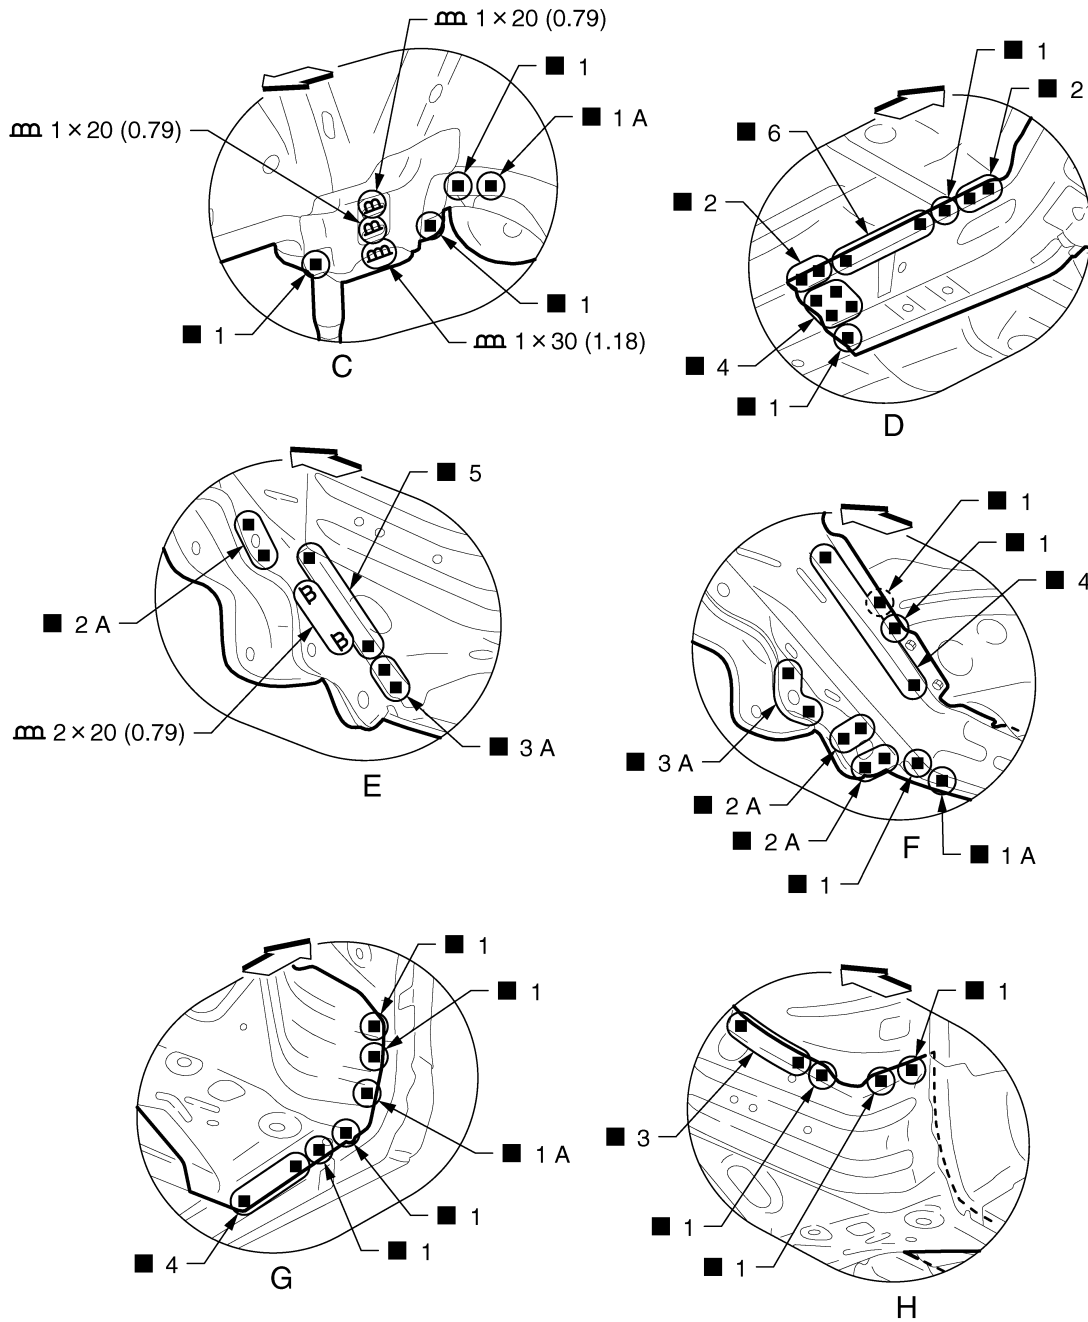 1×20 (0.79)
■ 1
■ 1 A
1×20 (0.79)
■ 1
■ 1
1×30 (1.18)
C
■ 1
■ 2
■ 6
■ 2
■ 4
■ 1
D
■ 5
■ 2 A
2×20 (0.79)
■ 3 A
E
■ 1
■ 1
■ 4
■ 3 A
■ 2 A
■ 2 A
■ 1
■ 1 A
F
■ 1
■ 1
■ 1 A
■ 1
■ 1
■ 4
G
■ 1
■ 3
■ 1
■ 1
H